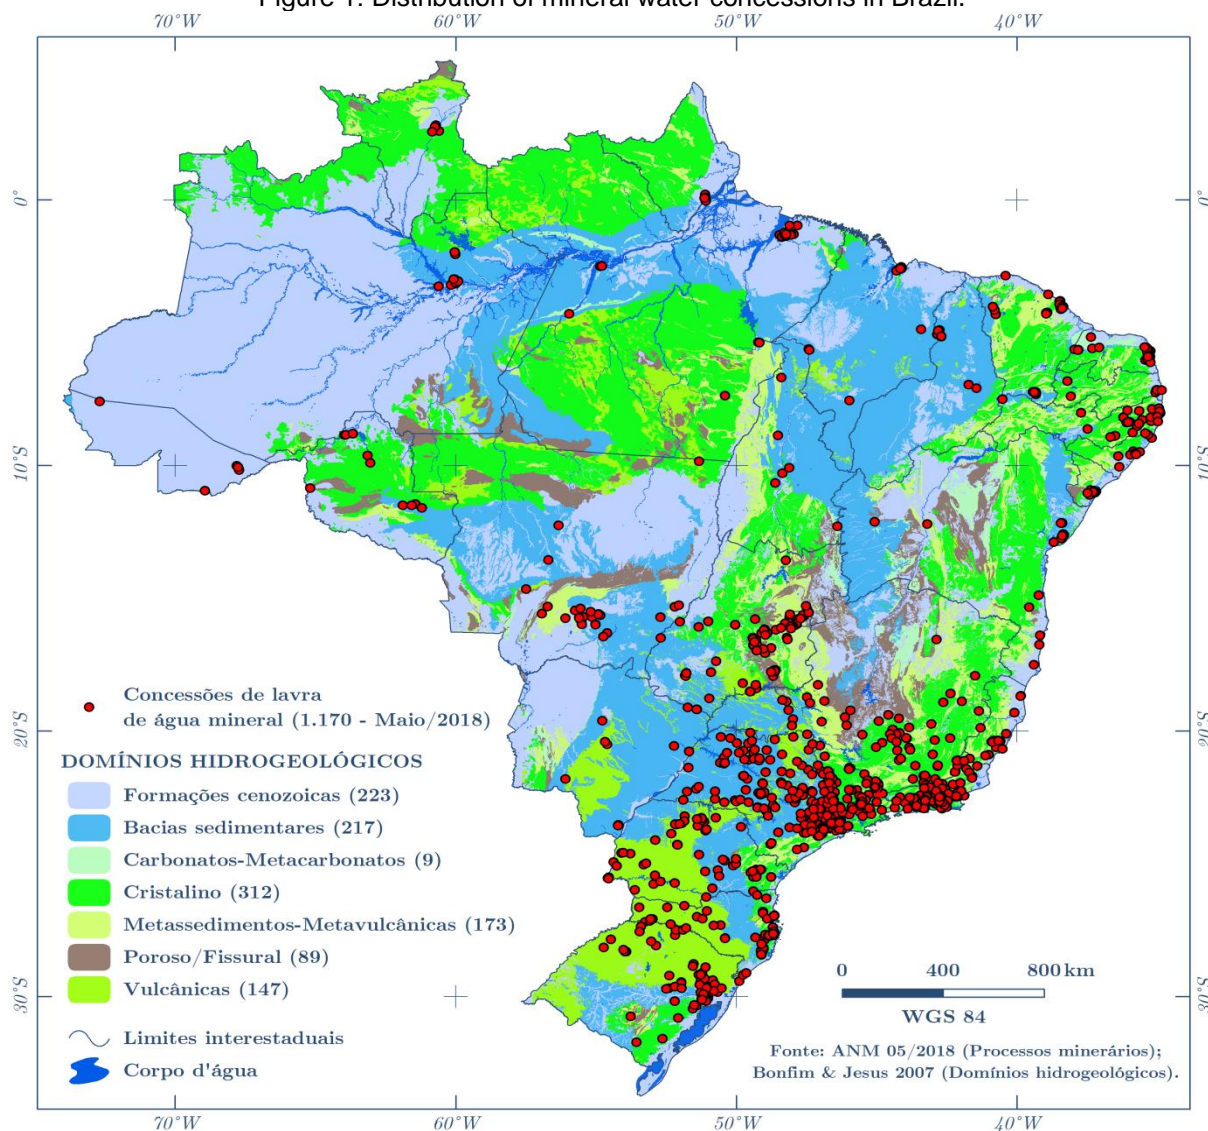 Figure 1: Distribution of mineral water concessions in Brazil.
70°W 60°W 50°W 40°W
0° 0°
10°S 10°S
20°S 20°S
30°S 30°S
Concessões de lavra
de água mineral (1.170 - Maio/2018)
DOMÍNIOS HIDROGEOLÓGICOS
Formações cenozoicas (223)
Bacias sedimentares (217)
Carbonatos-Metacarbonatos (9)
Cristalino (312)
Metassedimentos-Metavulcânicas (173)
Poroso/Fissural (89)
Vulcânicas (147)
Limites interestaduais
Corpo d'água
0 400 800 km
WGS 84
Fonte: ANM 05/2018 (Processos minerários);
Bonfim & Jesus 2007 (Domínios hidrogeológicos).
70°W 60°W 50°W 40°W